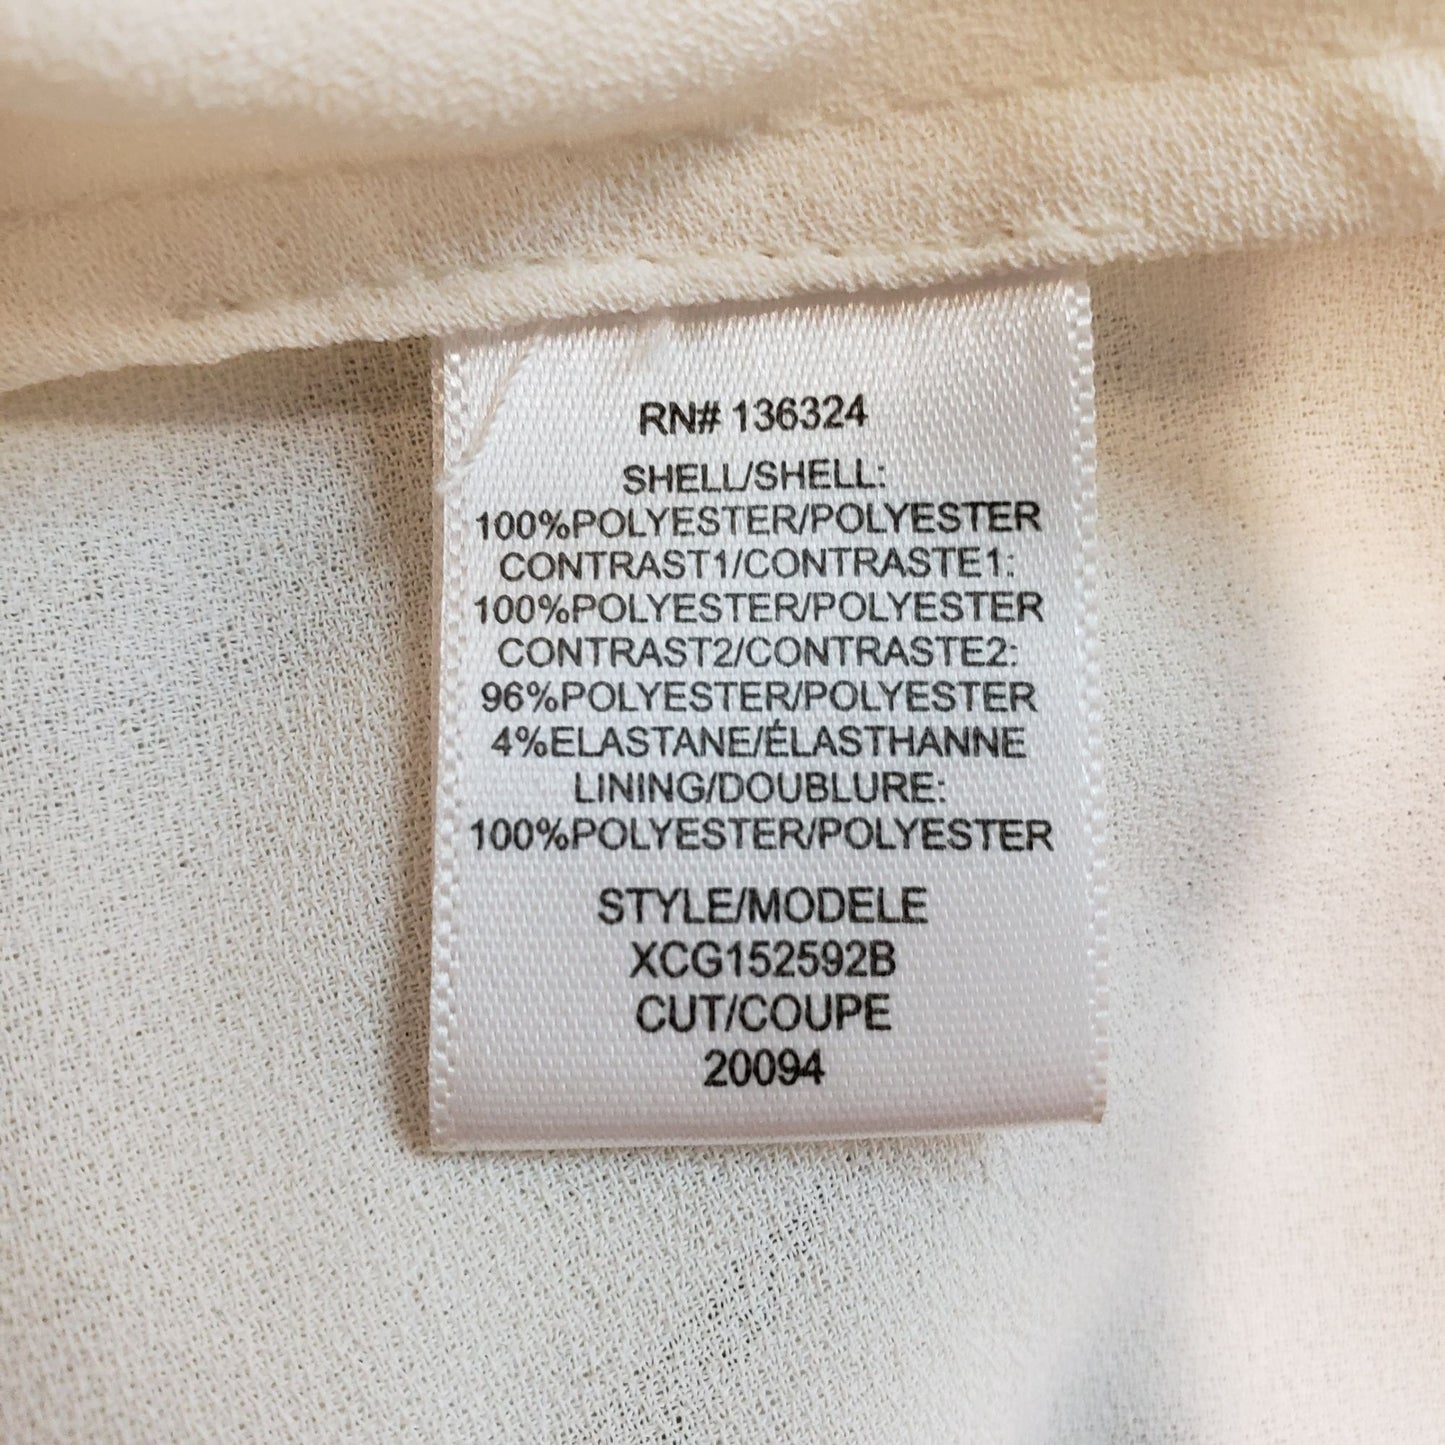 RN# 136324
SHELL/SHELL:
100%POLYESTER/POLYESTER
CONTRAST1/CONTRASTE1:
100%POLYESTER/POLYESTER
CONTRAST2/CONTRASTE2:
96%POLYESTER/POLYESTER
4%ELASTANE/ÉLASTHANNE
LINING/DOUBLURE:
100%POLYESTER/POLYESTER
STYLE/MODELE
XCG152592B
CUT/COUPE
20094